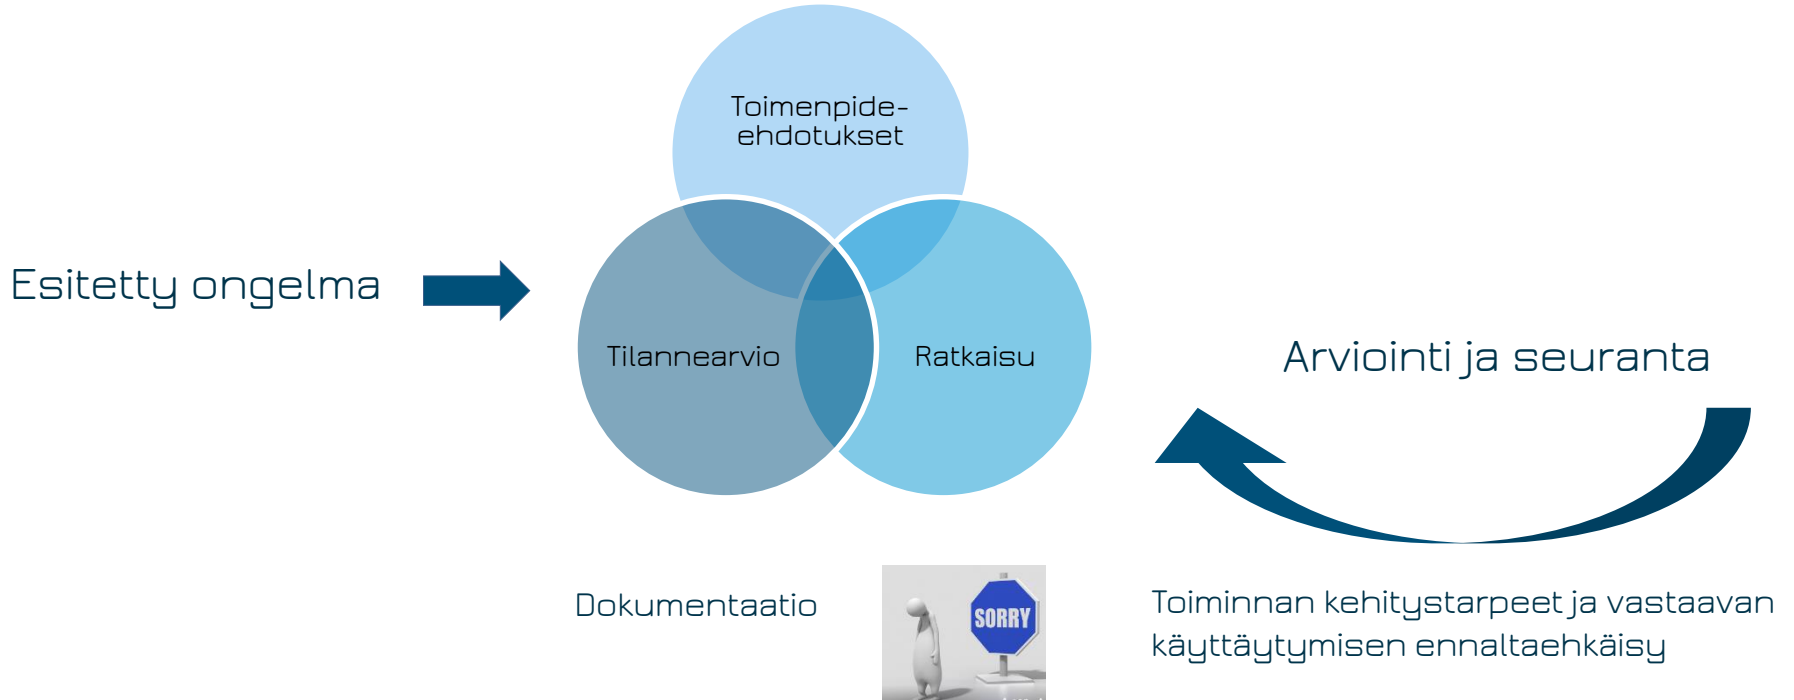 Toimenpide-
ehdotukset
Esitetty ongelma
Tilannearvio
Ratkaisu
Arviointi ja seuranta
Dokumentaatio
SORRY
Toiminnan kehitystarpeet ja vastaavan
käyttäytymisen ennaltaehkäisy